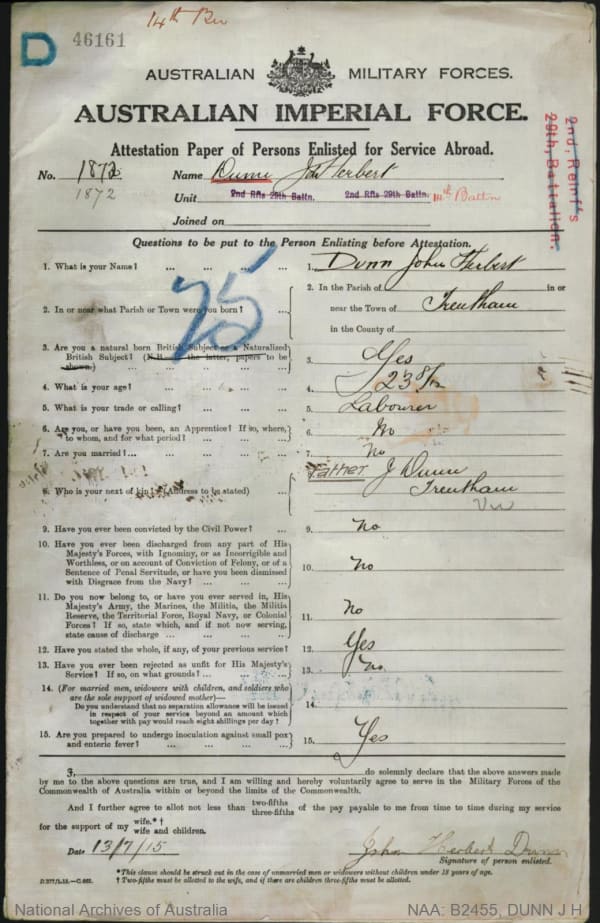 14th Bn
D 46161
AUSTRALIAN MILITARY FORCES.
AUSTRALIAN IMPERIAL FORCE.
Attestation Paper of Persons Enlisted for Service Abroad.
No. 1872 Name Dunn John Herbert
1872 Unit 2nd Rfts 29th Battn. 2nd Rfts 29th Battn. 14th Battn
2nd, Reinf's
29th, Battalion.
Joined on
Questions to be put to the Person Enlisting before Attestation.
75
1. What is your Name? ... ... ... 1. Dunn John Herbert
2. In or near what Parish or Town were you born? ... 2. In the Parish of in or
near the Town of Trentham
in the County of
3. Are you a natural born British Subject or a Naturalized
British Subject? (N.B.—If the latter, papers to be
shown.) 3. Yes
4. What is your age? ... 4. 23 8/12
5. What is your trade or calling? ... ... ... 5. Labourer
6. Are you, or have been, an Apprentice? If so, where,
to whom, and for what period? ... ... 6. No
7. Are you married? ... ... ... ... 7. No
8. Who is your next of kin? (Address to be stated) Father J Dunn
Trentham
Vic
9. Have you ever been convicted by the Civil Power? ... 9. No
10. Have you ever been discharged from any part of His
Majesty's Forces, with Ignominy, or as Incorrigible and
Worthless, or on account of Conviction of Felony, or of a
Sentence of Penal Servitude, or have you been dismissed
with Disgrace from the Navy? ... ... ... 10. No
11. Do you now belong to, or have you ever served in, His
Majesty's Army, the Marines, the Militia, the Militia
Reserve, the Territorial Force, Royal Navy, or Colonial
Forces? If so, state which, and if not now serving,
state cause of discharge ... ... ... ... 11. No
12. Have you stated the whole, if any, of your previous service? 12. Yes
13. Have you ever been rejected as unfit for His Majesty's
Service? If so, on what grounds? ... ... ... 13. No
14. (For married men, widowers with children, and soldiers who
are the sole support of widowed mother)—
Do you understand that no separation allowance will be issued
in respect of your service beyond an amount which
together with pay would reach eight shillings per day? 14.
15. Are you prepared to undergo inoculation against small pox
and enteric fever? ... ... ... ... 15. Yes
I, do solemnly declare that the above answers made
by me to the above questions are true, and I am willing and hereby voluntarily agree to serve in the Military Forces of the
Commonwealth of Australia within or beyond the limits of the Commonwealth.
And I further agree to allot not less than two-fifths three-fifths of the pay payable to me from time to time during my service
for the support of my wife.*† wife and children.
Date 13/7/15 John Herbert Dunn
Signature of person enlisted.
*This clause should be struck out in the case of unmarried men or widowers without children under 18 years of age.
† Two-fifths must be allotted to the wife, and if there are children three-fifths must be allotted.
National Archives of Australia NAA: B2455, DUNN J H